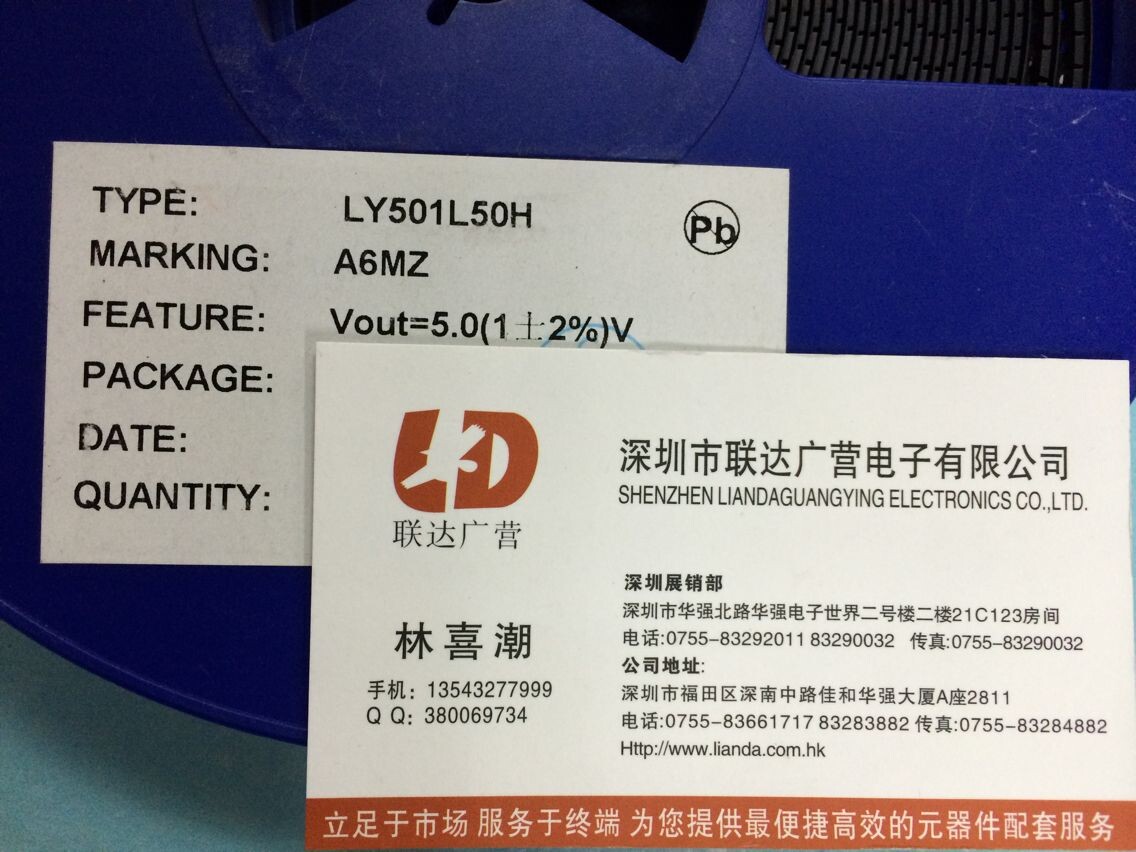 TYPE: LY501L50H
Pb
MARKING: A6MZ
FEATURE: Vout=5.0(1±2%)V
PACKAGE:
DATE:
QUANTITY:
LD
联达广营
深圳市联达广营电子有限公司
SHENZHEN LIANDAGUANGYING ELECTRONICS CO.,LTD.
林喜潮
手机：13543277999
Q Q：380069734
深圳展销部
深圳市华强北路华强电子世界二号楼二楼21C123房间
电话:0755-83292011 83290032 传真:0755-83290032
公司地址:
深圳市福田区深南中路佳和华强大厦A座2811
电话:0755-83661717 83283882 传真:0755-83284882
Http://www.lianda.com.hk
立足于市场 服务于终端 为您提供最便捷高效的元器件配套服务